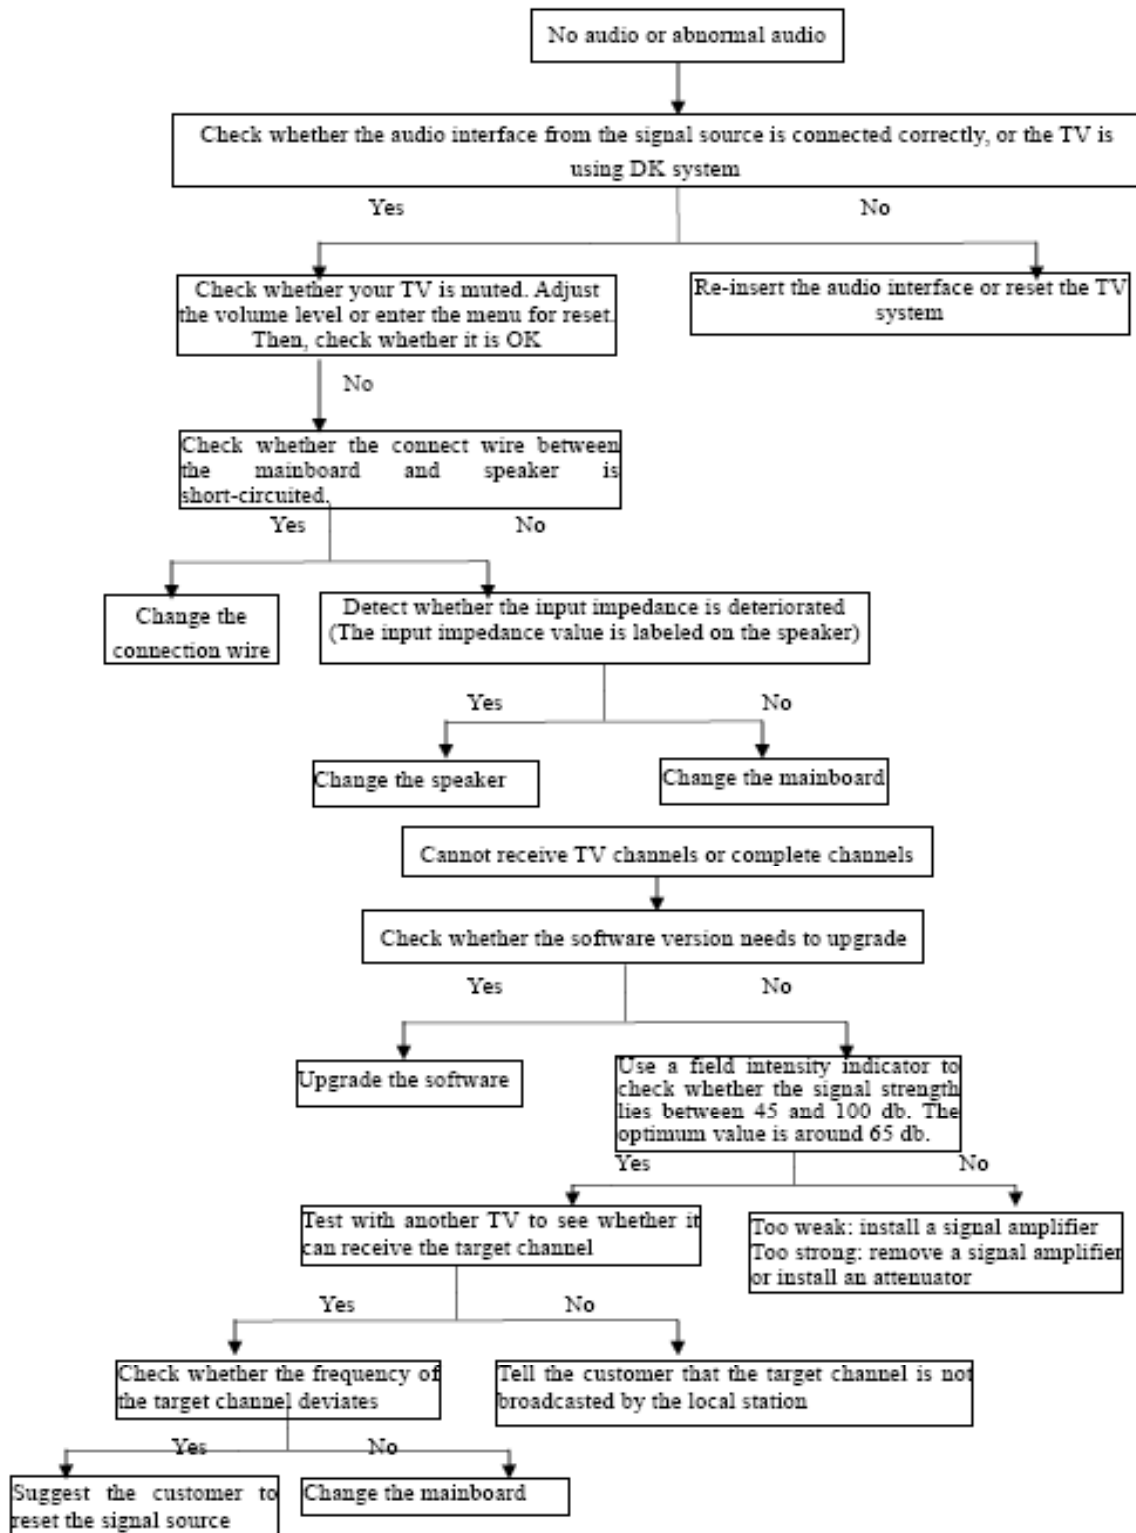 No audio or abnormal audio
Check whether the audio interface from the signal source is connected correctly, or the TV is
using DK system
Yes
No
Check whether your TV is muted. Adjust
the volume level or enter the menu for reset.
Then, check whether it is OK
Re-insert the audio interface or reset the TV
system
No
Check whether the connect wire between
the mainboard and speaker is
short-circuited.
Yes
No
Change the
connection wire
Detect whether the input impedance is deteriorated
(The input impedance value is labeled on the speaker)
Yes
No
Change the speaker
Change the mainboard
Cannot receive TV channels or complete channels
Check whether the software version needs to upgrade
Yes
No
Upgrade the software
Use a field intensity indicator to
check whether the signal strength
lies between 45 and 100 db. The
optimum value is around 65 db.
Yes
No
Test with another TV to see whether it
can receive the target channel
Too weak: install a signal amplifier
Too strong: remove a signal amplifier
or install an attenuator
Yes
No
Check whether the frequency of
the target channel deviates
Tell the customer that the target channel is not
broadcasted by the local station
Yes
No
Suggest the customer to
reset the signal source
Change the mainboard